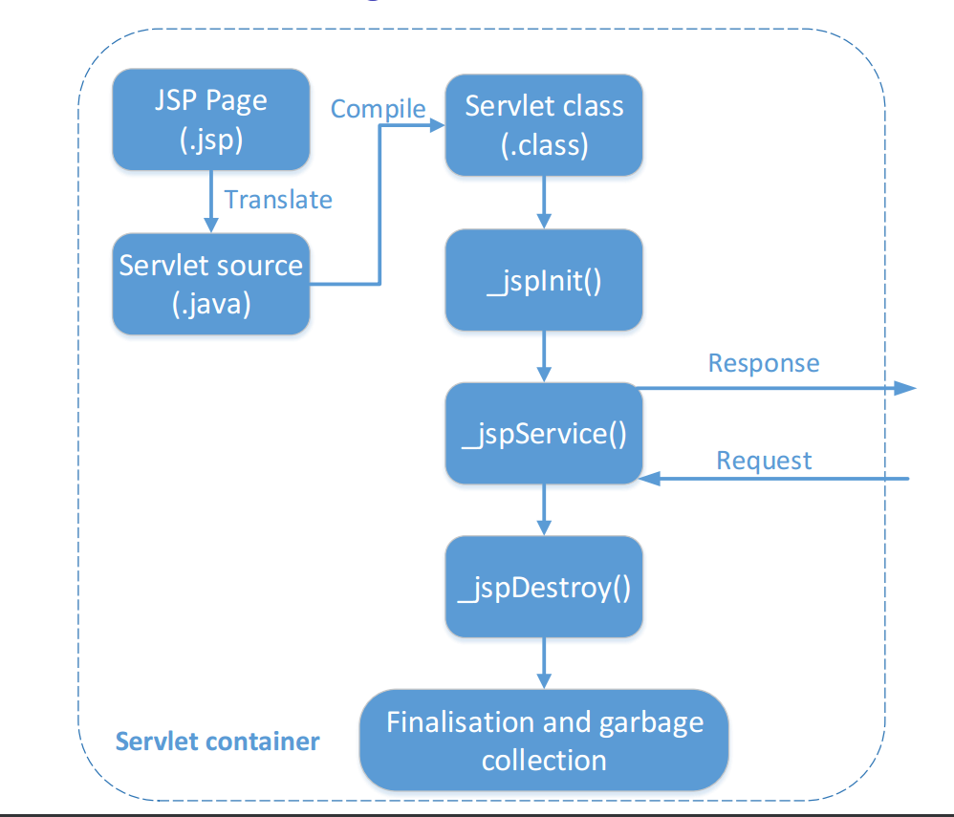 JSP Page
(.jsp)
Translate
Servlet source
(.java)
Compile
Servlet class
(.class)
_jspInit()
_jspService()
Response
Request
_jspDestroy()
Finalisation and garbage
collection
Servlet container